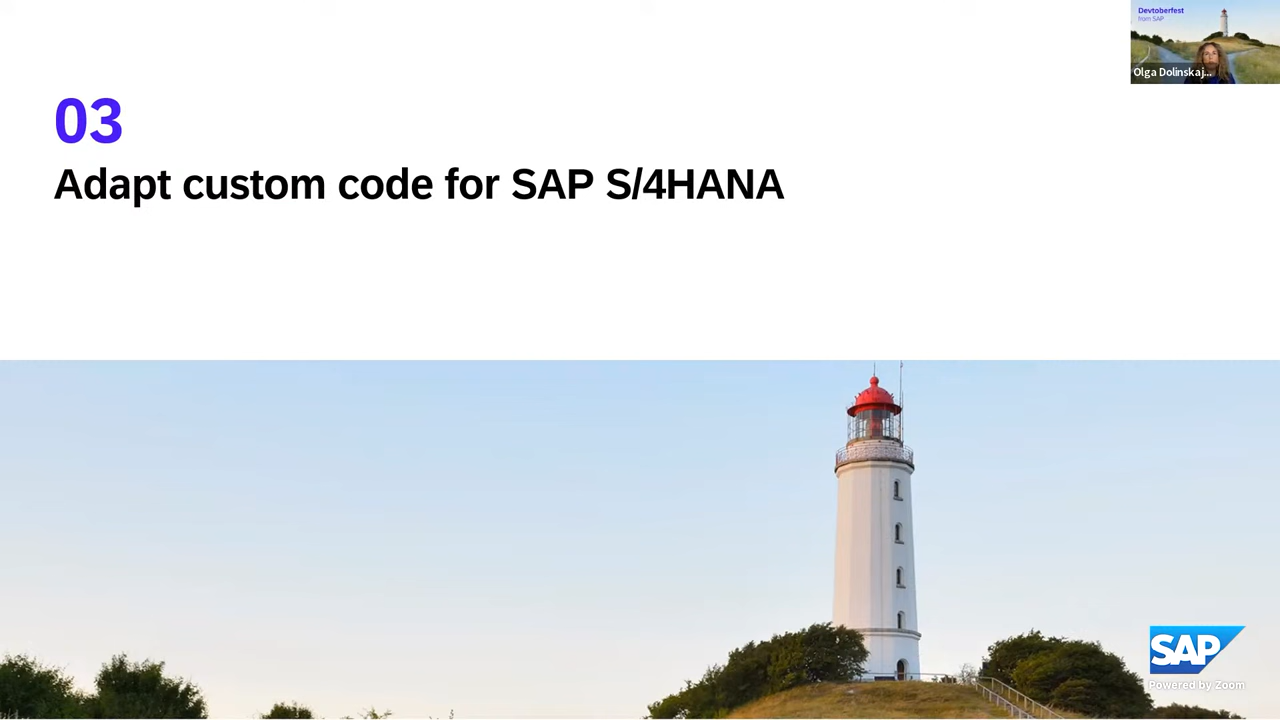 Devtoberfest
from SAP
Olga Dolinskaj...
03
Adapt custom code for SAP S/4HANA
SAP
Powered by Zoom